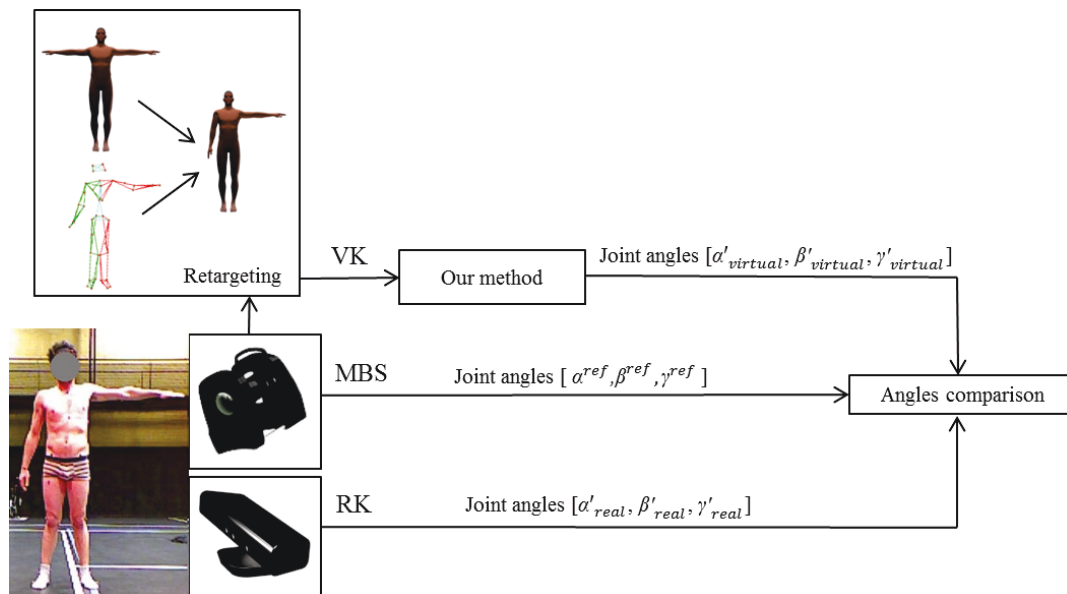 Retargeting
VK
Our method
Joint angles [α′virtual, β′virtual, γ′virtual]
MBS
Joint angles [ αref,βref,γref ]
Angles comparison
RK
Joint angles [α′real, β′real, γ′real]